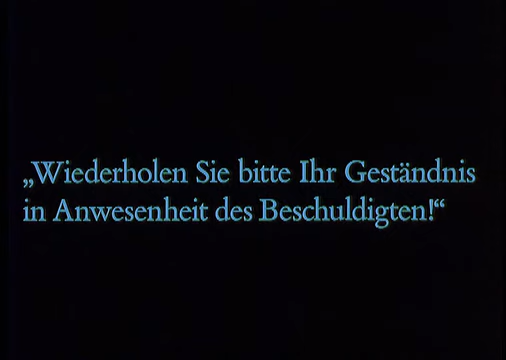 „Wiederholen Sie bitte Ihr Geständnis
in Anwesenheit des Beschuldigten!“